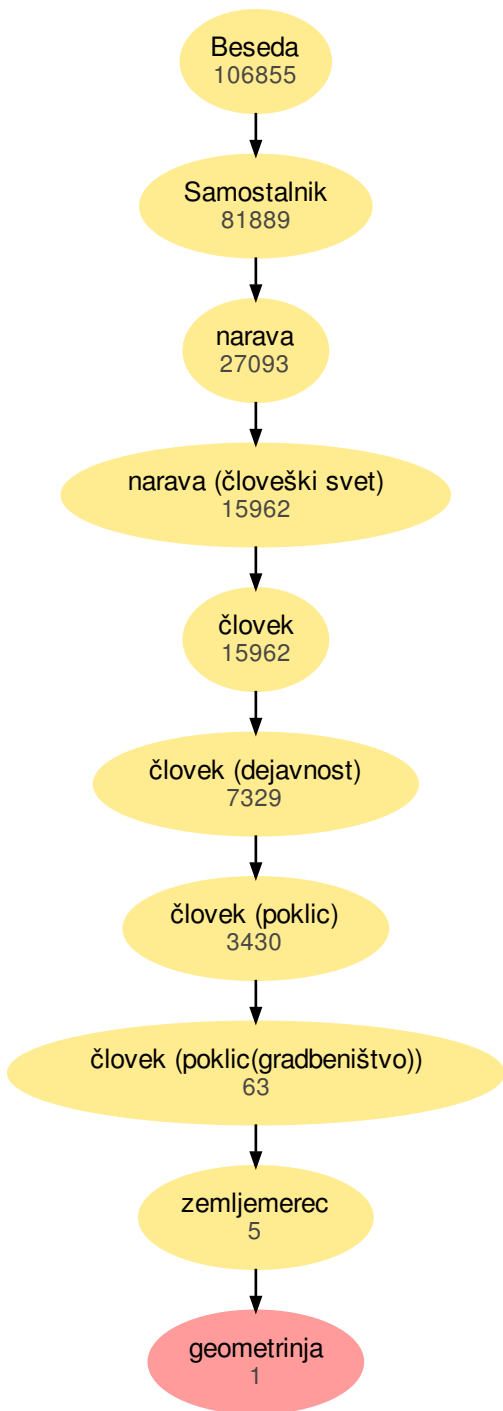 Beseda
106855
Samostalnik
81889
narava
27093
narava (človeški svet)
15962
človek
15962
človek (dejavnost)
7329
človek (poklic)
3430
človek (poklic(gradbeništvo))
63
zemljemerec
5
geometrinja
1